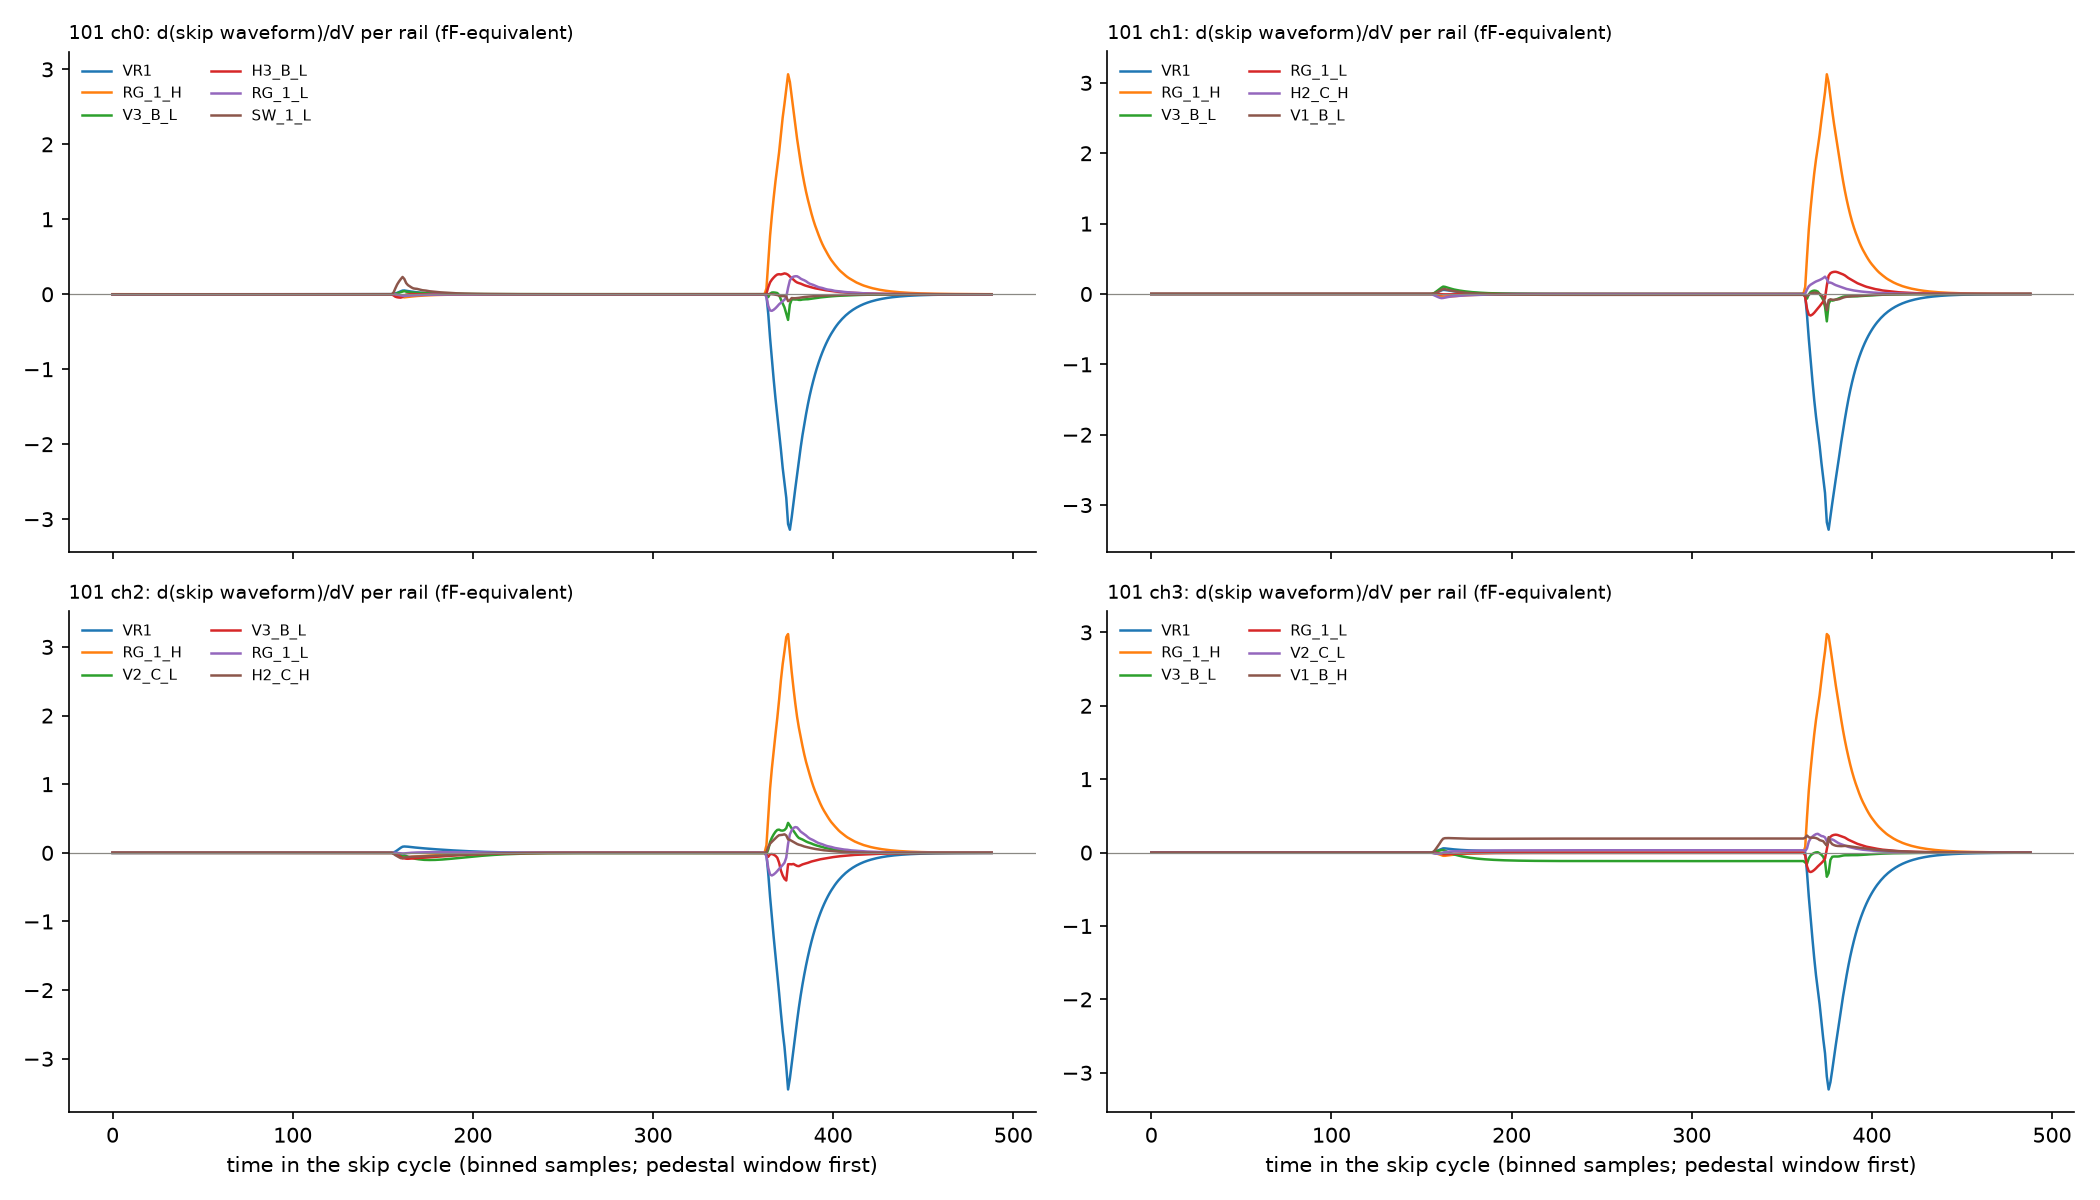 101 ch0: d(skip waveform)/dV per rail (fF-equivalent)
VR1
RG_1_H
V3_B_L
H3_B_L
RG_1_L
SW_1_L
3
2
1
0
−1
−2
−3
101 ch1: d(skip waveform)/dV per rail (fF-equivalent)
VR1
RG_1_H
V3_B_L
RG_1_L
H2_C_H
V1_B_L
3
2
1
0
−1
−2
−3
101 ch2: d(skip waveform)/dV per rail (fF-equivalent)
VR1
RG_1_H
V2_C_L
V3_B_L
RG_1_L
H2_C_H
3
2
1
0
−1
−2
−3
0 100 200 300 400 500
time in the skip cycle (binned samples; pedestal window first)
101 ch3: d(skip waveform)/dV per rail (fF-equivalent)
VR1
RG_1_H
V3_B_L
RG_1_L
V2_C_L
V1_B_H
3
2
1
0
−1
−2
−3
0 100 200 300 400 500
time in the skip cycle (binned samples; pedestal window first)